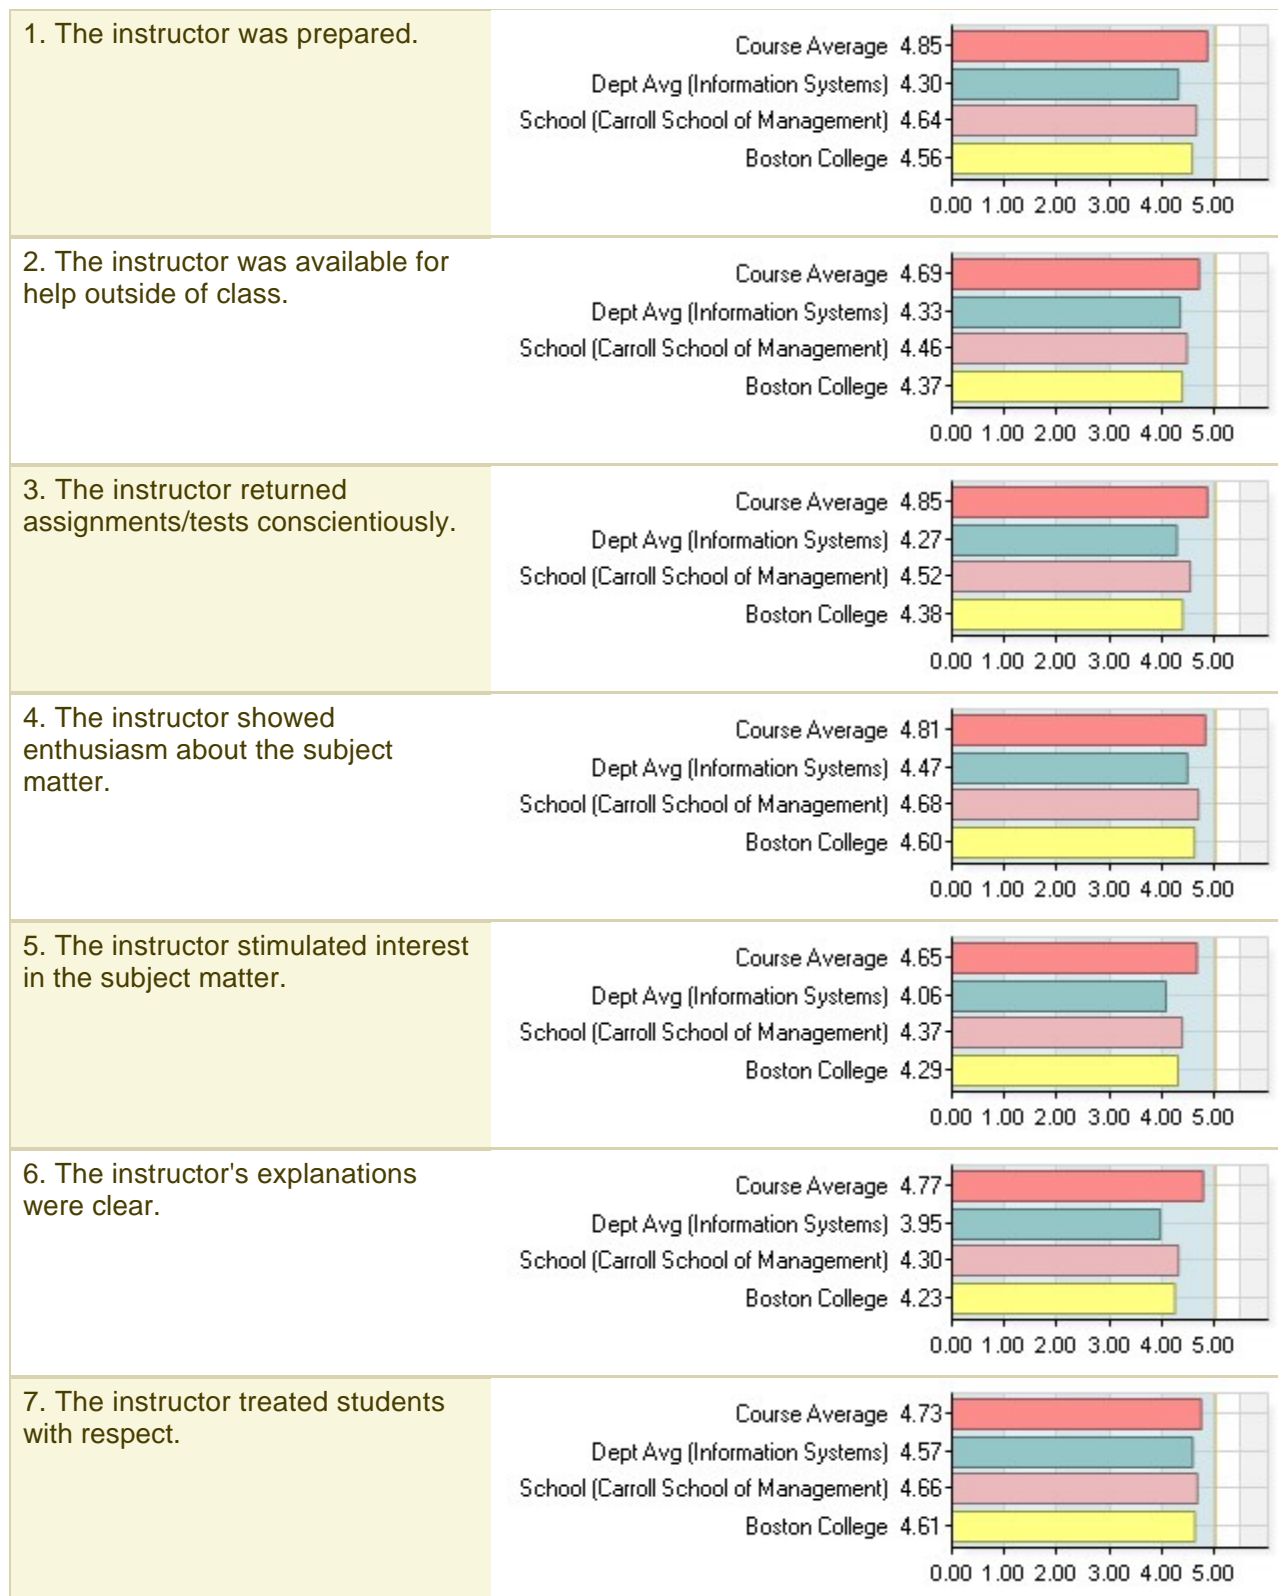 1. The instructor was prepared.
Course Average 4.85
Dept Avg (Information Systems) 4.30
School (Carroll School of Management) 4.64
Boston College 4.56
0.00 1.00 2.00 3.00 4.00 5.00
2. The instructor was available for
help outside of class.
Course Average 4.69
Dept Avg (Information Systems) 4.33
School (Carroll School of Management) 4.46
Boston College 4.37
0.00 1.00 2.00 3.00 4.00 5.00
3. The instructor returned
assignments/tests conscientiously.
Course Average 4.85
Dept Avg (Information Systems) 4.27
School (Carroll School of Management) 4.52
Boston College 4.38
0.00 1.00 2.00 3.00 4.00 5.00
4. The instructor showed
enthusiasm about the subject
matter.
Course Average 4.81
Dept Avg (Information Systems) 4.47
School (Carroll School of Management) 4.68
Boston College 4.60
0.00 1.00 2.00 3.00 4.00 5.00
5. The instructor stimulated interest
in the subject matter.
Course Average 4.65
Dept Avg (Information Systems) 4.06
School (Carroll School of Management) 4.37
Boston College 4.29
0.00 1.00 2.00 3.00 4.00 5.00
6. The instructor's explanations
were clear.
Course Average 4.77
Dept Avg (Information Systems) 3.95
School (Carroll School of Management) 4.30
Boston College 4.23
0.00 1.00 2.00 3.00 4.00 5.00
7. The instructor treated students
with respect.
Course Average 4.73
Dept Avg (Information Systems) 4.57
School (Carroll School of Management) 4.66
Boston College 4.61
0.00 1.00 2.00 3.00 4.00 5.00